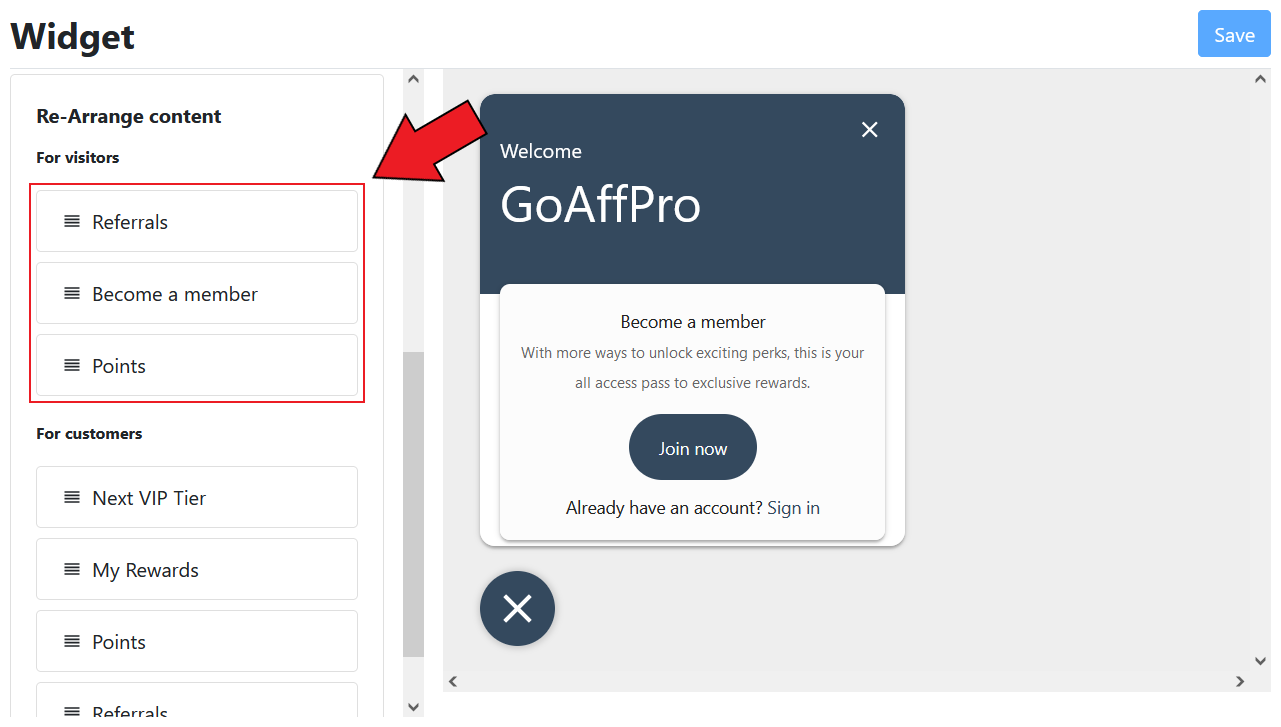 Widget
Save
Re-Arrange content
For visitors
Referrals
Become a member
Points
For customers
Next VIP Tier
My Rewards
Points
Referrals
Welcome
GoAffPro
Become a member
With more ways to unlock exciting perks, this is your
all access pass to exclusive rewards.
Join now
Already have an account? Sign in